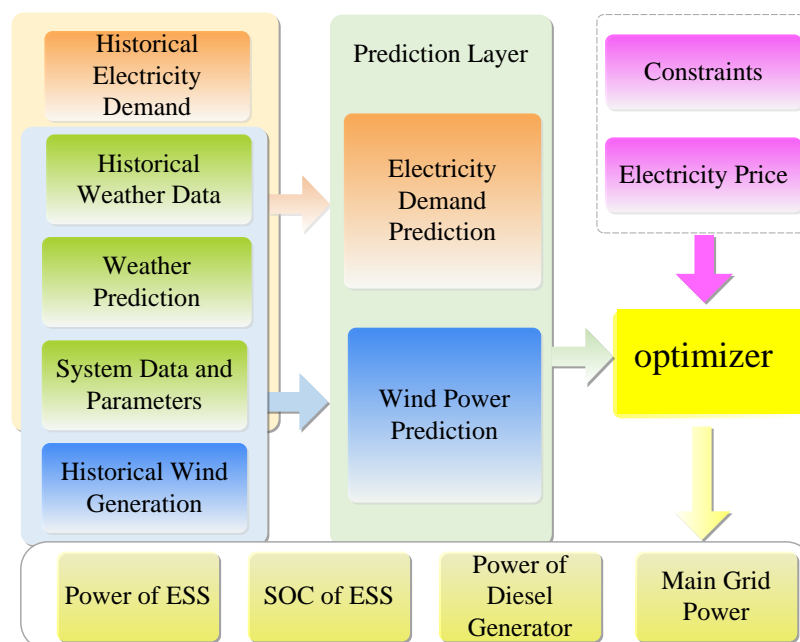 Historical
Electricity
Demand
Historical
Weather Data
Weather
Prediction
System Data and
Parameters
Historical Wind
Generation
Prediction Layer
Electricity
Demand
Prediction
Wind Power
Prediction
Constraints
Electricity Price
optimizer
Power of ESS
SOC of ESS
Power of
Diesel
Generator
Main Grid
Power